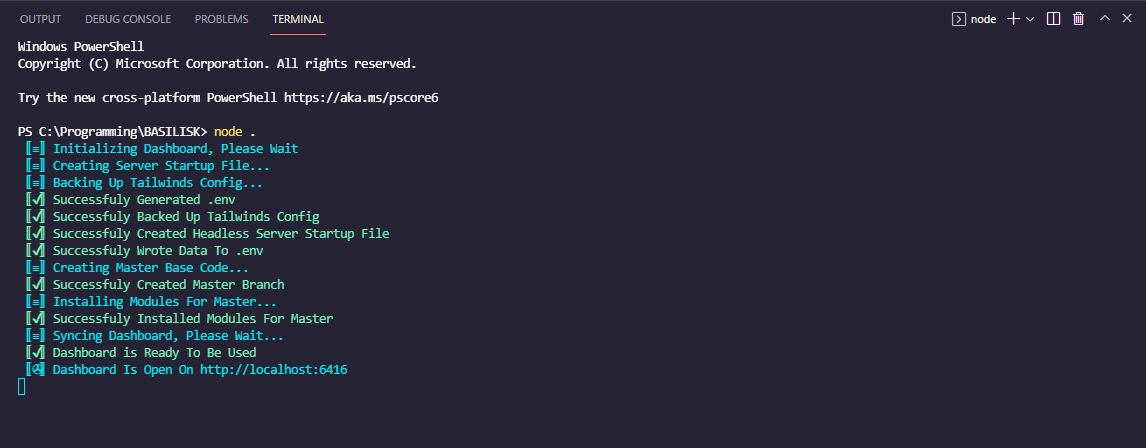 OUTPUT DEBUG CONSOLE PROBLEMS TERMINAL node
Windows PowerShell
Copyright (C) Microsoft Corporation. All rights reserved.
Try the new cross-platform PowerShell https://aka.ms/pscore6
PS C:\Programming\BASILISK> node .
[≡] Initializing Dashboard, Please Wait
[≡] Creating Server Startup File...
[≡] Backing Up Tailwinds Config...
[✓] Successfuly Generated .env
[✓] Successfuly Backed Up Tailwinds Config
[✓] Successfuly Created Headless Server Startup File
[✓] Successfuly Wrote Data To .env
[≡] Creating Master Base Code...
[✓] Successfuly Created Master Branch
[≡] Installing Modules For Master...
[✓] Successfuly Installed Modules For Master
[≡] Syncing Dashboard, Please Wait...
[✓] Dashboard is Ready To Be Used
[✇] Dashboard Is Open On http://localhost:6416